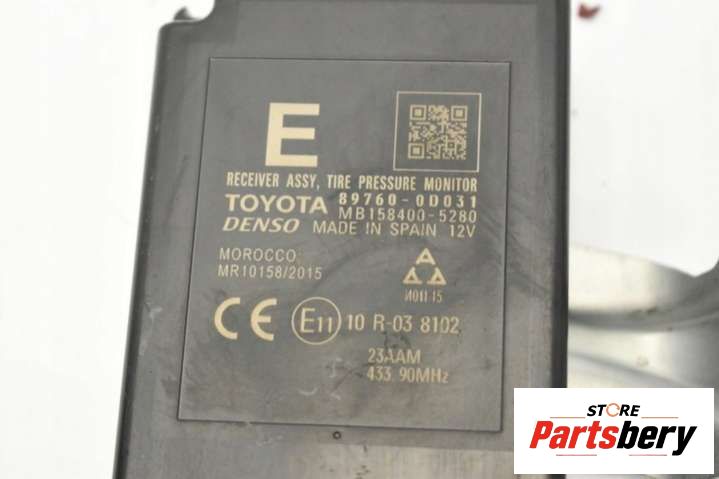 E
RECEIVER ASSY, TIRE PRESSURE MONITOR
TOYOTA 89760-0D031
MB158400-5280
DENSO MADE IN SPAIN 12V
MOROCCO
MR10158/2015
И011 15
CE E11 10 R-03 8102
23AAM
433.90MHz
STORE
Partsbery